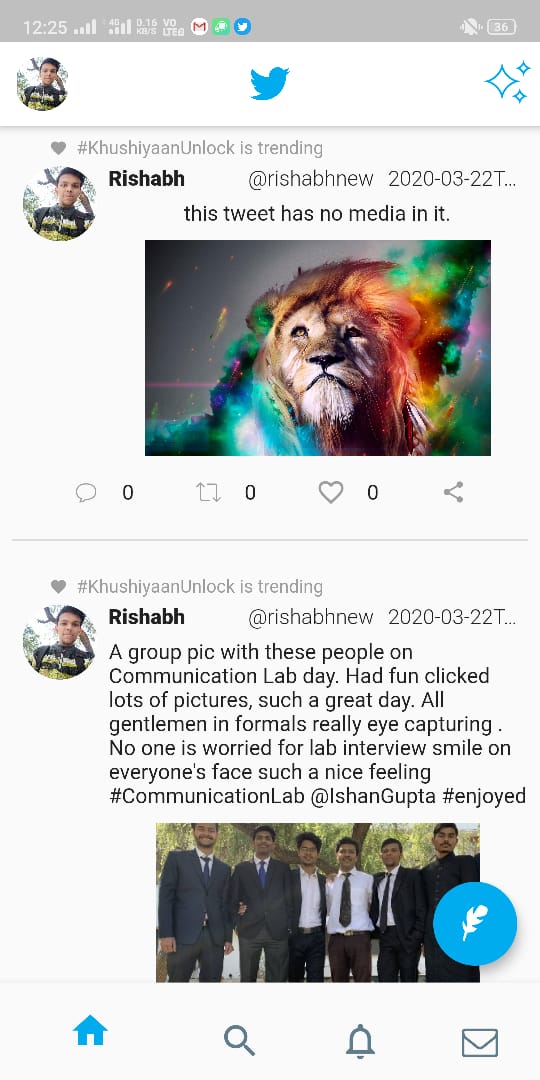 12:25 4G 0.16 KB/S VO LTE 36
#KhushiyaanUnlock is trending
Rishabh @rishabhnew 2020-03-22T...
this tweet has no media in it.
0 0 0
#KhushiyaanUnlock is trending
Rishabh @rishabhnew 2020-03-22T...
A group pic with these people on
Communication Lab day. Had fun clicked
lots of pictures, such a great day. All
gentlemen in formals really eye capturing .
No one is worried for lab interview smile on
everyone's face such a nice feeling
#CommunicationLab @IshanGupta #enjoyed